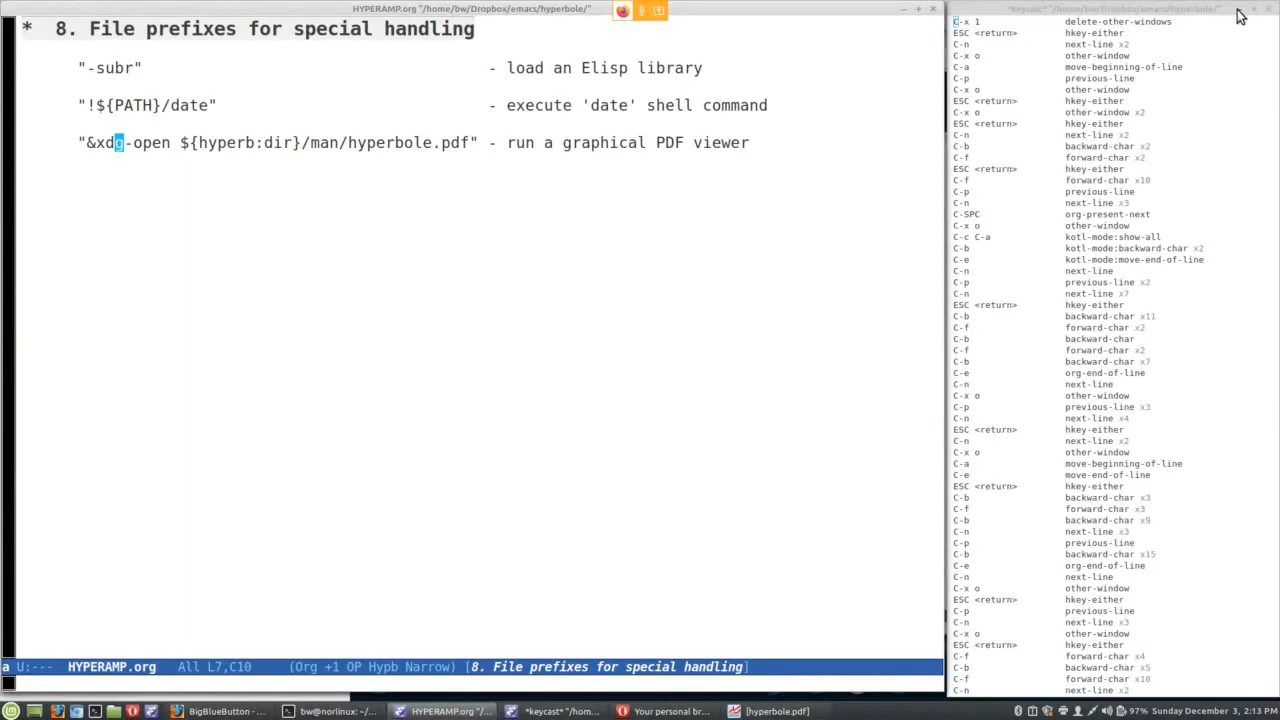 HYPERAMP.org "/home/bw/Dropbox/emacs/hyperbole/"
* 8. File prefixes for special handling
"-subr" - load an Elisp library
"!${PATH}/date" - execute 'date' shell command
"&xdg-open ${hyperb:dir}/man/hyperbole.pdf" - run a graphical PDF viewer
a U:--- HYPERAMP.org All L7,C10 (Org +1 OP Hypb Narrow) [8. File prefixes for special handling]
*keycast* "/home/bw/Dropbox/emacs/hyperbole/"
C-x 1 delete-other-windows
ESC <return> hkey-either
C-n next-line x2
C-x o other-window
C-a move-beginning-of-line
C-p previous-line
C-x o other-window
ESC <return> hkey-either
C-x o other-window x2
ESC <return> hkey-either
C-n next-line x2
C-b backward-char x2
C-f forward-char x2
ESC <return> hkey-either
C-f forward-char x10
C-p previous-line
C-n next-line x3
C-SPC org-present-next
C-x o other-window
C-c C-a kotl-mode:show-all
C-b kotl-mode:backward-char x2
C-e kotl-mode:move-end-of-line
C-n next-line
C-p previous-line x2
C-n next-line x7
ESC <return> hkey-either
C-b backward-char x11
C-f forward-char x2
C-b backward-char
C-f forward-char x2
C-b backward-char x7
C-e org-end-of-line
C-n next-line
C-x o other-window
C-p previous-line x3
C-n next-line x4
ESC <return> hkey-either
C-n next-line x2
C-x o other-window
C-a move-beginning-of-line
C-e move-end-of-line
ESC <return> hkey-either
C-b backward-char x3
C-f forward-char x3
C-b backward-char x9
C-n next-line x3
C-p previous-line
C-b backward-char x15
C-e org-end-of-line
C-n next-line
C-x o other-window
ESC <return> hkey-either
C-p previous-line
C-n next-line x3
C-x o other-window
ESC <return> hkey-either
C-f forward-char x4
C-b backward-char x5
C-f forward-char x10
C-n next-line x2
BigBlueButton - ... bw@norlinux: ~/... HYPERAMP.org "/... *keycast* "/hom... Your personal br... [hyperbole.pdf] 97% Sunday December 3, 2:13 PM